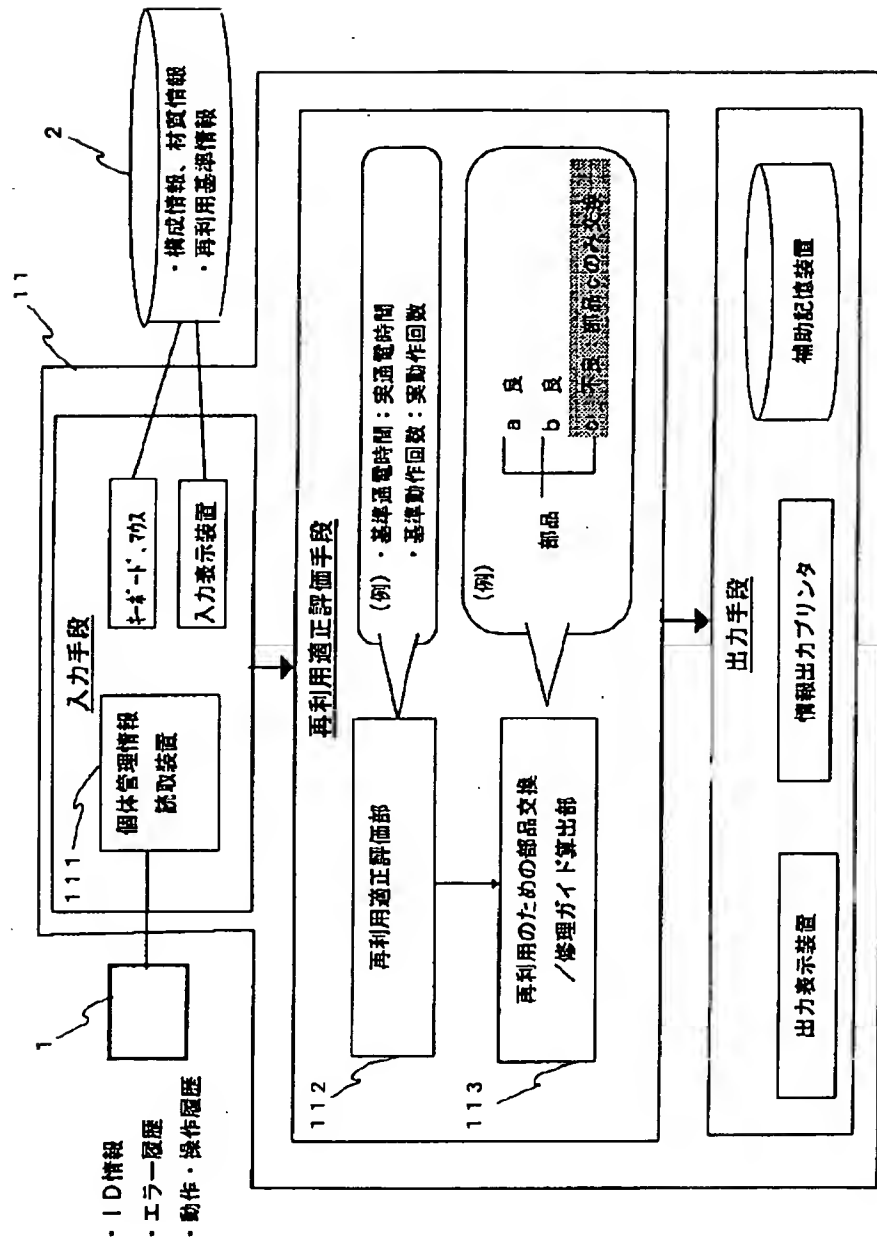 1
・ID情報
・エラー履歴
・動作・操作履歴
11
2
・構成情報、材質情報
・再利用基準情報
入力手段
111
個体管理情報
読取装置
キーボード、マウス
入力表示装置
再利用適正評価手段
112
再利用適正評価部
(例)・基準通電時間:実通電時間
・基準動作回数:実動作回数
113
再利用のための部品交換
/修理ガイド算出部
(例)
部品
a 良
b 良
c 不良:部品cのみ交換
出力手段
出力表示装置
情報出力プリンタ
補助記憶装置